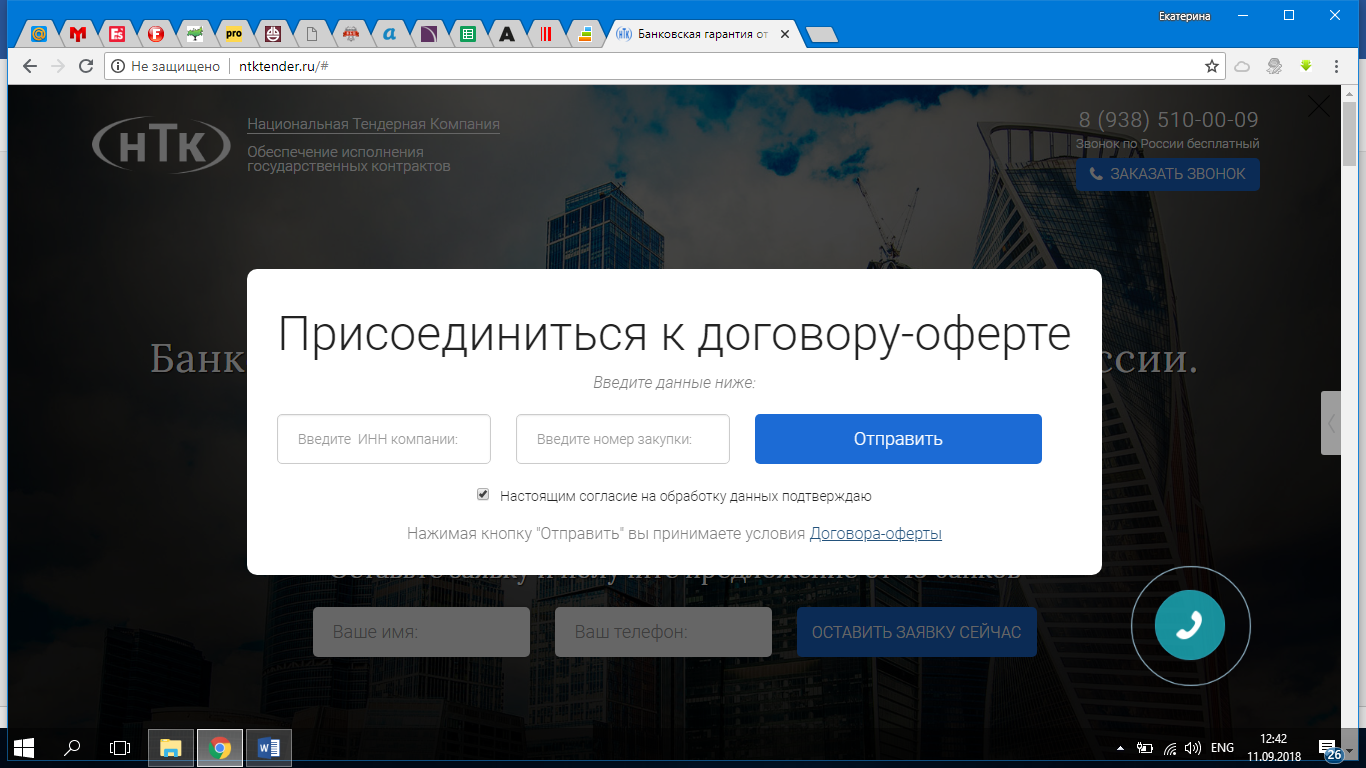 Екатерина
pro
Банковская гарантия от
Не защищено
ntktender.ru/#
НТК
Национальная Тендерная Компания
Обеспечение исполнения
государственных контрактов
8 (938) 510-00-09
Звонок по России бесплатный
ЗАКАЗАТЬ ЗВОНОК
Присоединиться к договору-оферте
Введите данные ниже:
Введите ИНН компании:
Введите номер закупки:
Отправить
Настоящим согласие на обработку данных подтверждаю
Нажимая кнопку "Отправить" вы принимаете условия Договора-оферты
Ваше имя:
Ваш телефон:
ОСТАВИТЬ ЗАЯВКУ СЕЙЧАС
ENG
12:42
11.09.2018
26